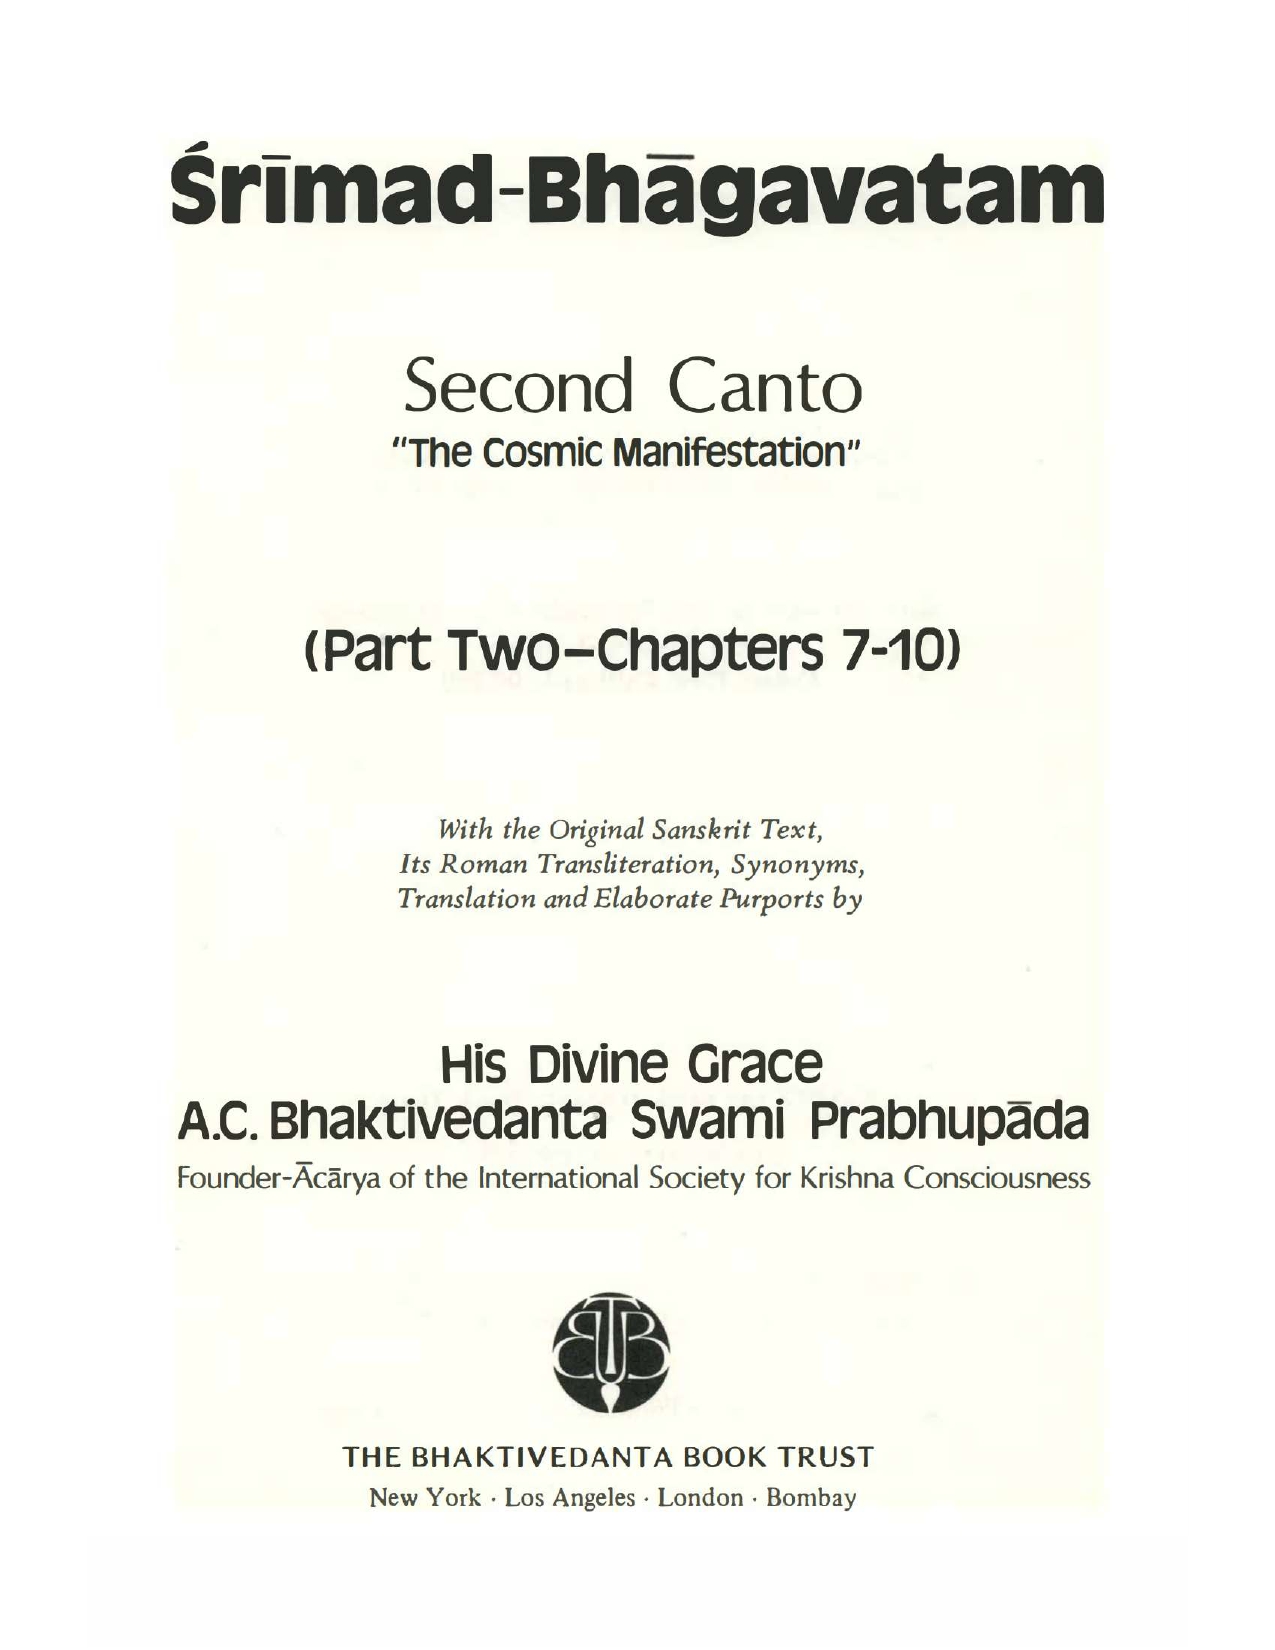 Śrīmad-Bhāgavatam
Second Canto
"The Cosmic Manifestation"
(Part Two–Chapters 7-10)
With the Original Sanskrit Text,
Its Roman Transliteration, Synonyms,
Translation and Elaborate Purports by
His Divine Grace
A.C. Bhaktivedanta Swami Prabhupāda
Founder-Ācārya of the International Society for Krishna Consciousness
BTB
THE BHAKTIVEDANTA BOOK TRUST
New York · Los Angeles · London · Bombay